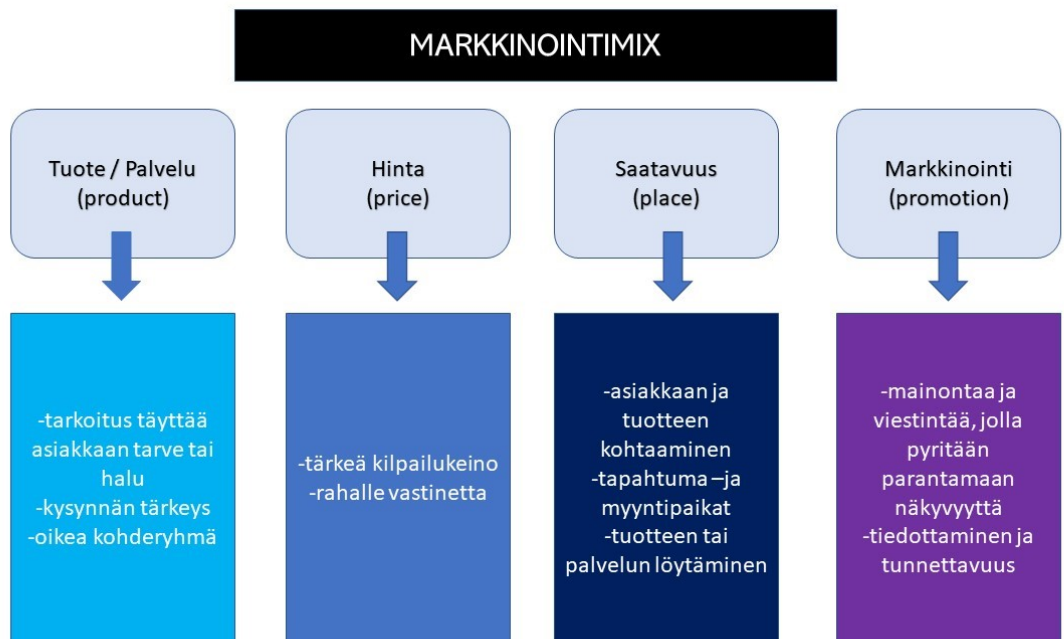 MARKKINOINTIMIX
Tuote / Palvelu
(product)
Hinta
(price)
Saatavuus
(place)
Markkinointi
(promotion)
-tarkoitus täyttää
asiakkaan tarve tai
halu
-kysynnän tärkeys
-oikea kohderyhmä
-tärkeä kilpailukeino
-rahalle vastinetta
-asiakkaan ja
tuotteen
kohtaaminen
-tapahtuma –ja
myyntipaikat
-tuotteen tai
palvelun löytäminen
-mainontaa ja
viestintää, jolla
pyritään
parantamaan
näkyvyyttä
-tiedottaminen ja
tunnettavuus